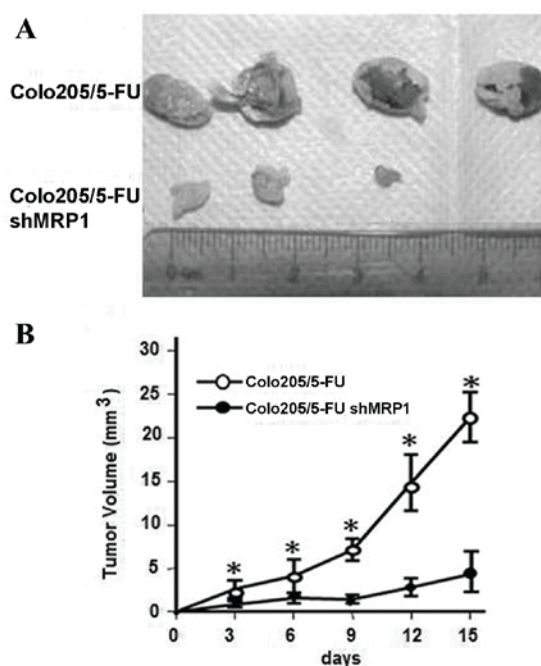 A
Colo205/5-FU
Colo205/5-FU
shMRP1
B
30
25
20
15
10
5
0
Tumor Volume (mm³)
Colo205/5-FU
Colo205/5-FU shMRP1
*
*
*
*
*
0 3 6 9 12 15
days